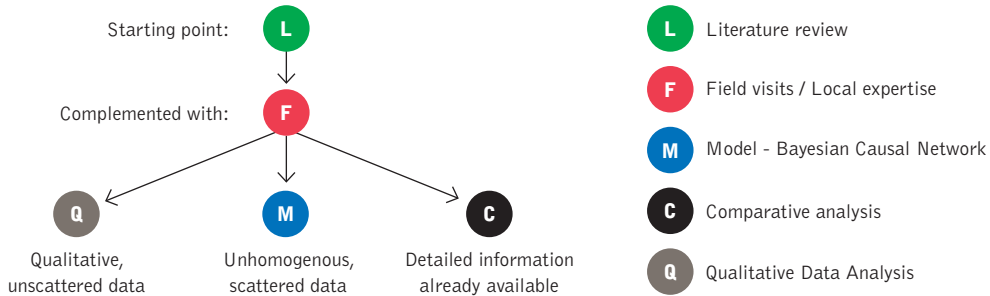 Starting point: L
Complemented with: F
Q M C
Qualitative,
unscattered data
Unhomogenous,
scattered data
Detailed information
already available
L Literature review
F Field visits / Local expertise
M Model - Bayesian Causal Network
C Comparative analysis
Q Qualitative Data Analysis